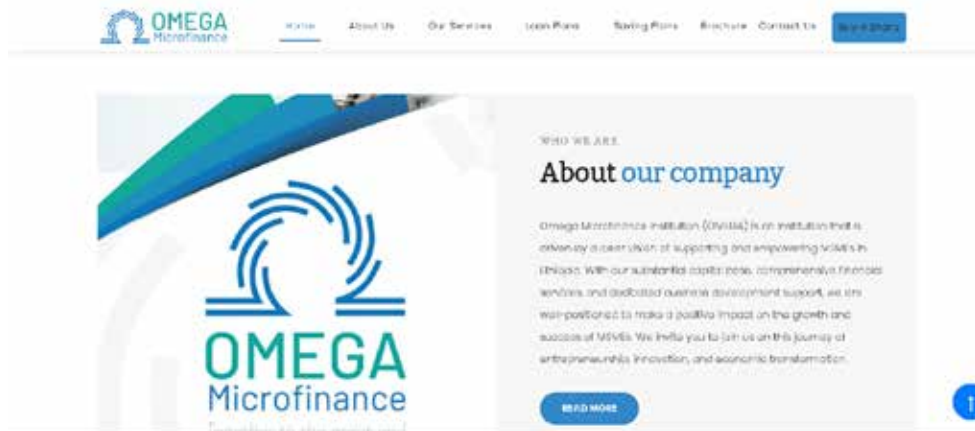 OMEGA
Microfinance
Home
About Us
Our Services
Loan Plans
Saving Plans
Brochure
Contact Us
WHO WE ARE
About our company
Omega Microfinance Institution (OMEGA) is an institution that is
driven by a clear vision of supporting and empowering MSMEs in
Ethiopia. With our substantial capital base, comprehensive financial
services, and dedicated business development support, we are
well-positioned to make a positive impact on the growth and
success of MSMEs. We invite you to join us on this journey of
entrepreneurship, innovation, and economic transformation.
READ MORE
OMEGA
Microfinance